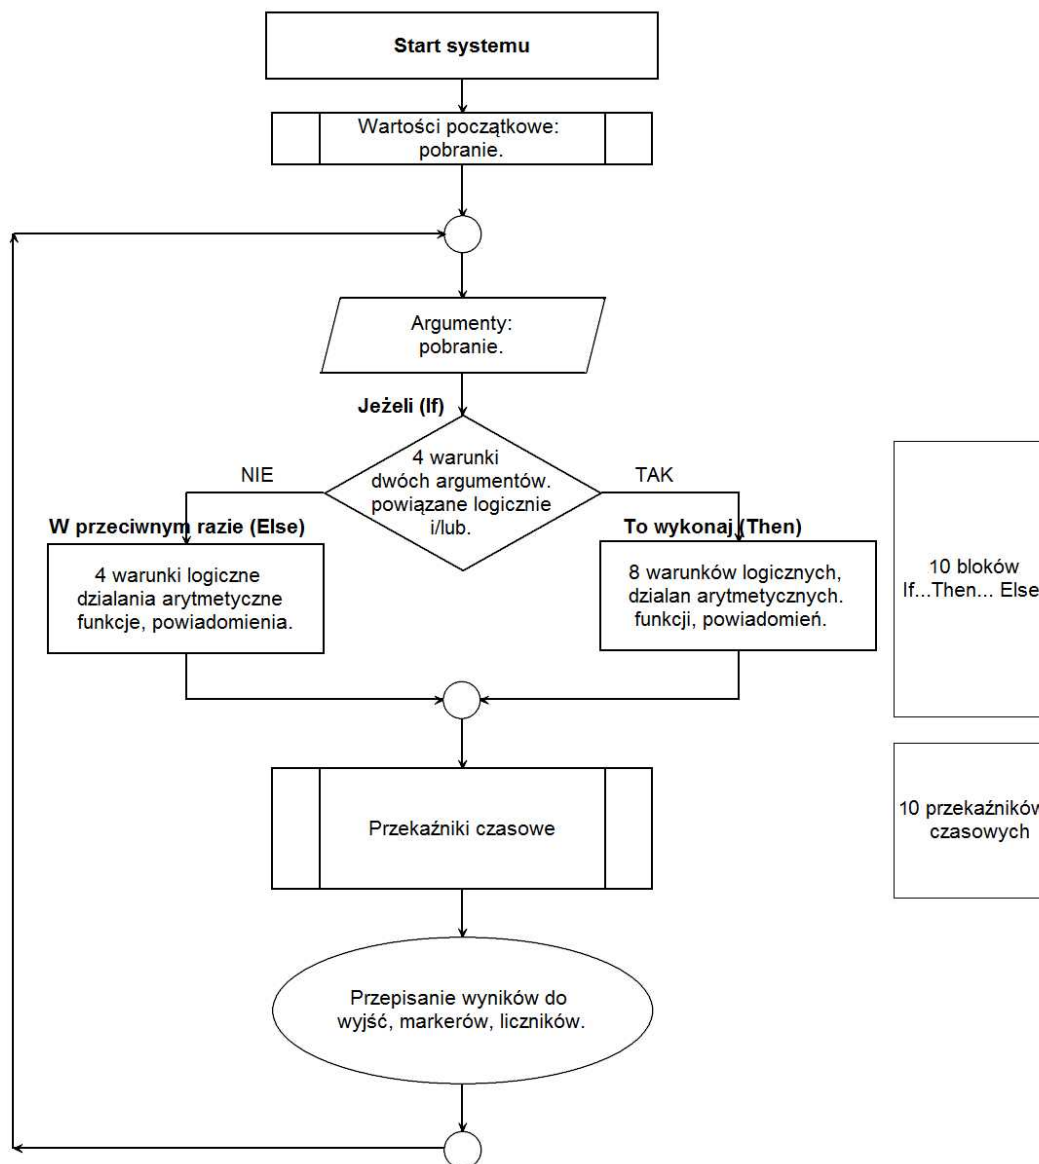 Start systemu
Wartości początkowe:
pobranie.
Argumenty:
pobranie.
Jeżeli (If)
4 warunki
dwóch argumentów.
powiązane logicznie
i/lub.
NIE
TAK
W przeciwnym razie (Else)
4 warunki logiczne
dzialania arytmetyczne
funkcje, powiadomienia.
To wykonaj (Then)
8 warunków logicznych,
dzialan arytmetycznych.
funkcji, powiadomień.
10 bloków
If...Then... Else
Przekaźniki czasowe
10 przekaźników
czasowych
Przepisanie wyników do
wyjść, markerów, liczników.